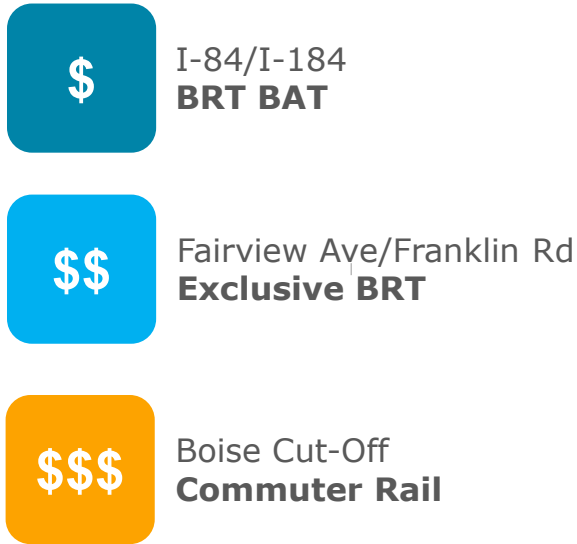 $
I-84/I-184
BRT BAT
$$
Fairview Ave/Franklin Rd
Exclusive BRT
$$$
Boise Cut-Off
Commuter Rail